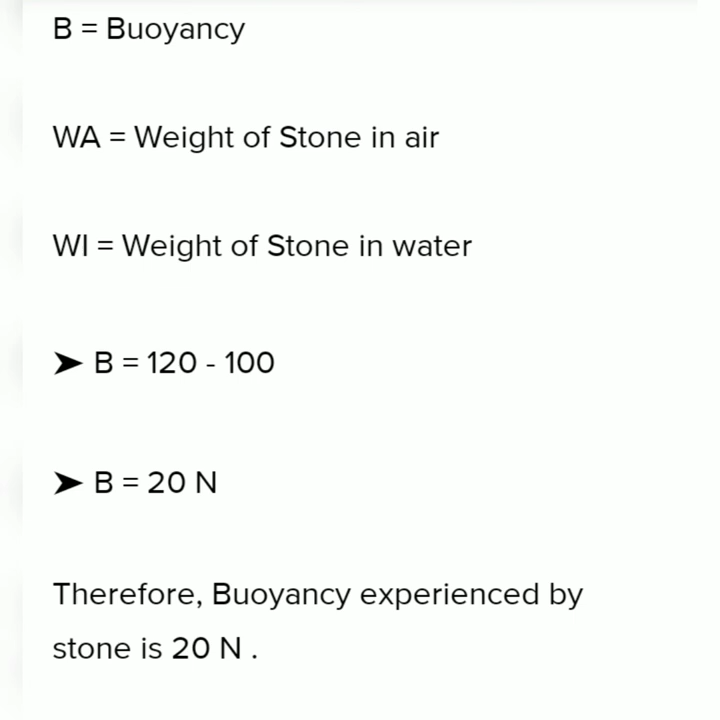 B = Buoyancy
WA = Weight of Stone in air
WI = Weight of Stone in water
➤ B = 120 - 100
➤ B = 20 N
Therefore, Buoyancy experienced by
stone is 20 N .